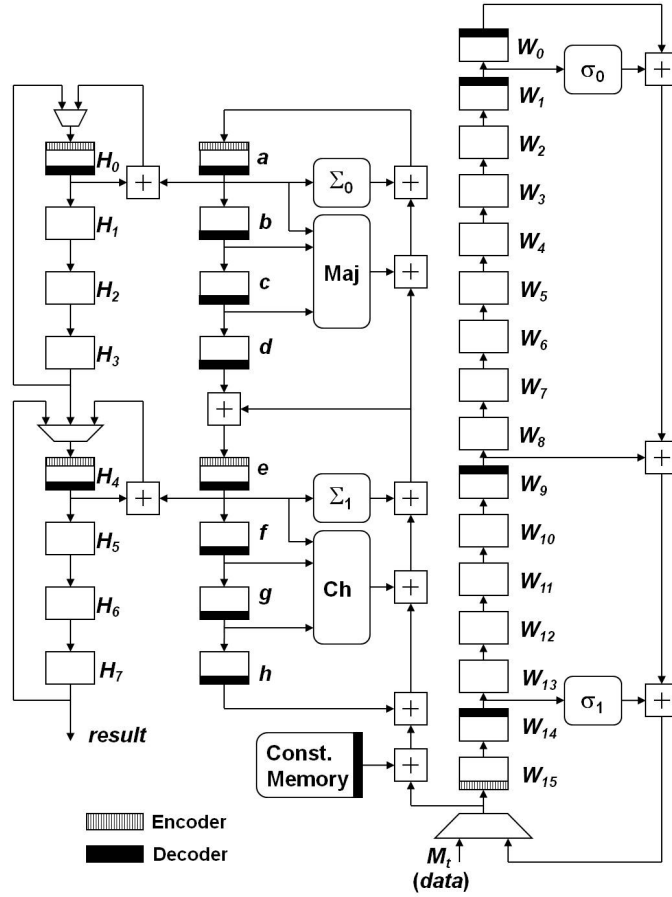 H₀
H₁
H₂
H₃
H₄
H₅
H₆
H₇
result
a
b
c
d
e
f
g
h
Σ₀
Maj
Σ₁
Ch
Const.
Memory
+
+
+
+
+
+
+
+
+
W₀
W₁
W₂
W₃
W₄
W₅
W₆
W₇
W₈
W₉
W₁₀
W₁₁
W₁₂
W₁₃
W₁₄
W₁₅
σ₀
σ₁
+
+
+
Mₜ
(data)
Encoder
Decoder